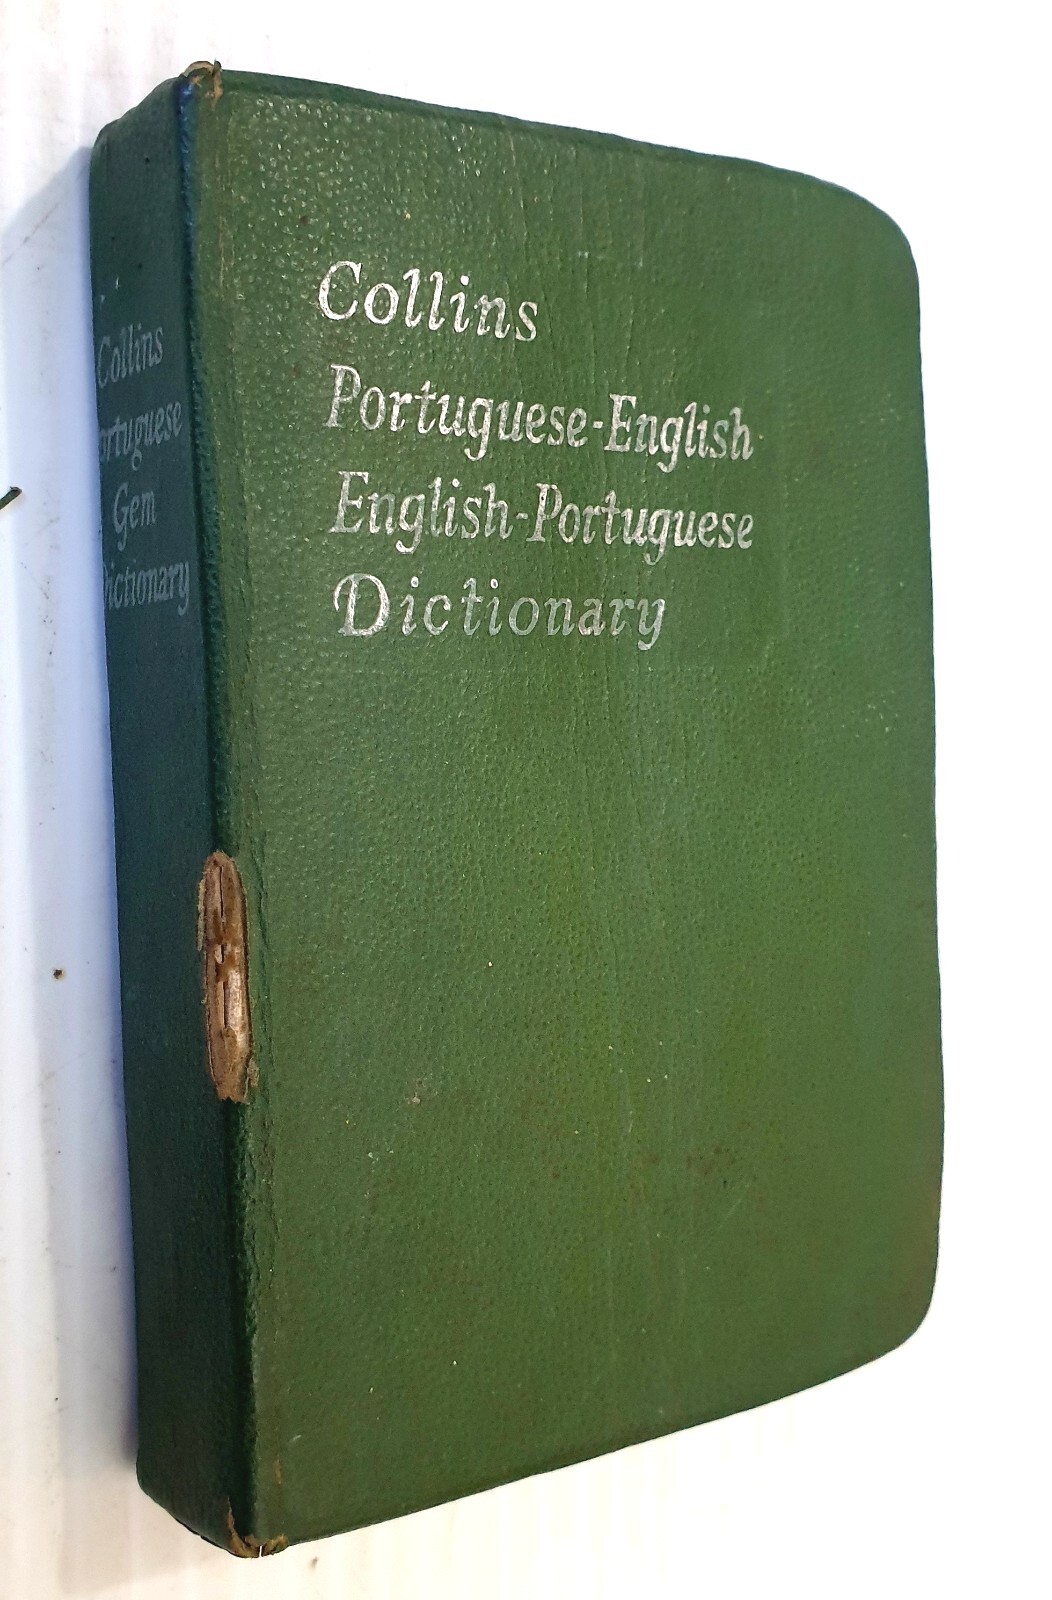 Collins
Portuguese-English
English-Portuguese
Dictionary
Collins
Portuguese
Gem
Dictionary